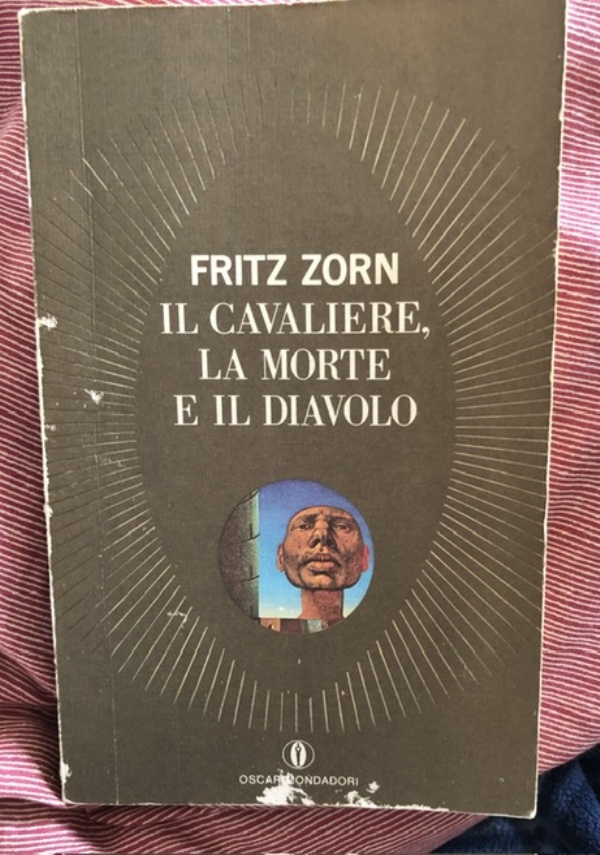 FRITZ ZORN
IL CAVALIERE,
LA MORTE
E IL DIAVOLO
OSCAR MONDADORI